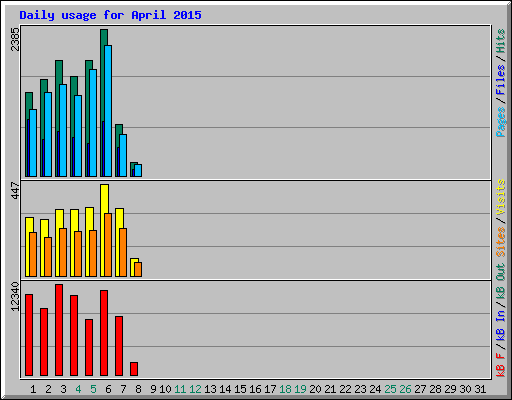 Daily usage for April 2015
2385
Pages / Files / Hits
447
Sites / Visits
12340
kB F / kB In / kB Out
1 2 3 4 5 6 7 8 9 10 11 12 13 14 15 16 17 18 19 20 21 22 23 24 25 26 27 28 29 30 31